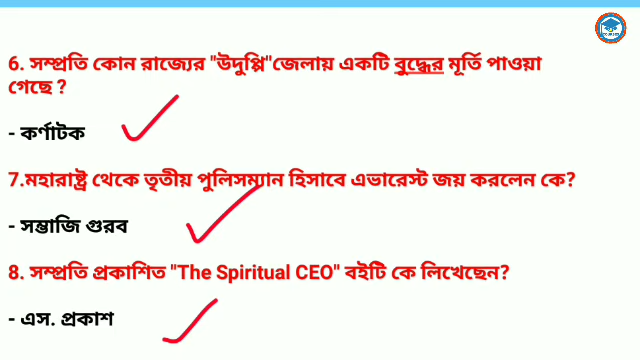 6. সম্প্রতি কোন রাজ্যের "উদুপ্পি"জেলায় একটি বুদ্ধের মূর্তি পাওয়া
গেছে ?
- কর্ণাটক
7.মহারাষ্ট্র থেকে তৃতীয় পুলিসম্যান হিসাবে এভারেস্ট জয় করলেন কে?
- সম্ভাজি গুরব
8. সম্প্রতি প্রকাশিত "The Spiritual CEO" বইটি কে লিখেছেন?
- এস. প্রকাশ